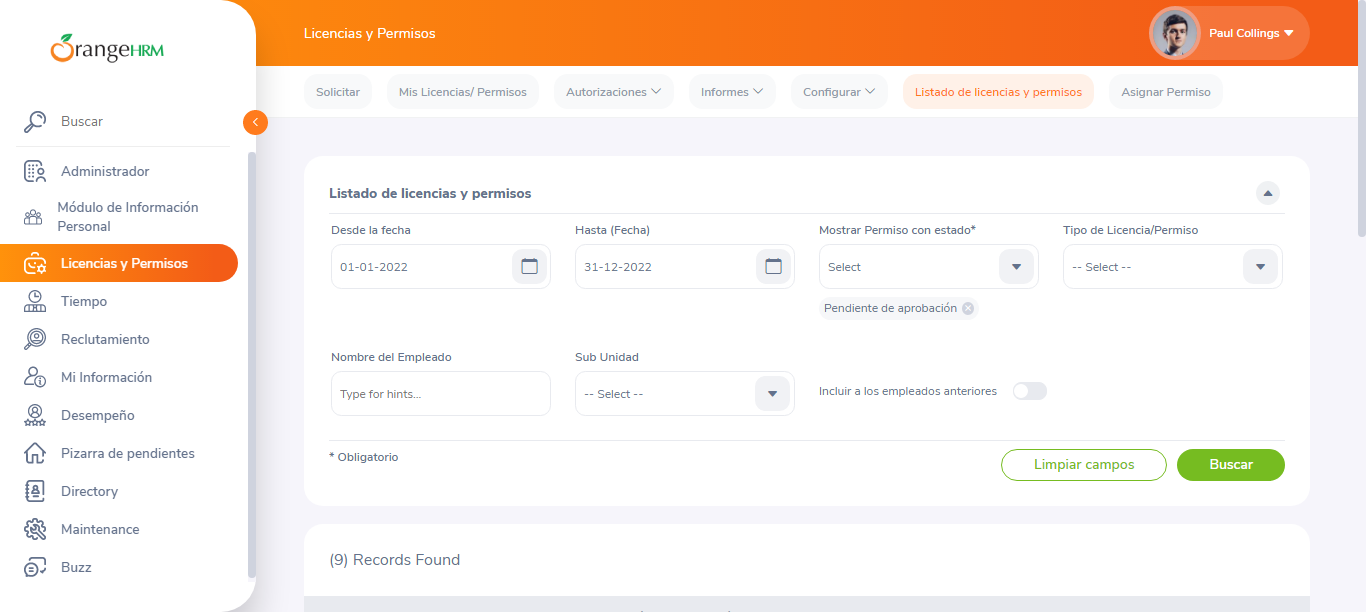 OrangeHRM
Licencias y Permisos
Paul Collings
Solicitar
Mis Licencias/ Permisos
Autorizaciones
Informes
Configurar
Listado de licencias y permisos
Asignar Permiso
Buscar
Administrador
Módulo de Información
Personal
Licencias y Permisos
Tiempo
Reclutamiento
Mi Información
Desempeño
Pizarra de pendientes
Directory
Maintenance
Buzz
Listado de licencias y permisos
Desde la fecha
Hasta (Fecha)
Mostrar Permiso con estado*
Tipo de Licencia/Permiso
01-01-2022
31-12-2022
Select
-- Select --
Pendiente de aprobación
Nombre del Empleado
Sub Unidad
Type for hints...
-- Select --
Incluir a los empleados anteriores
* Obligatorio
Limpiar campos
Buscar
(9) Records Found